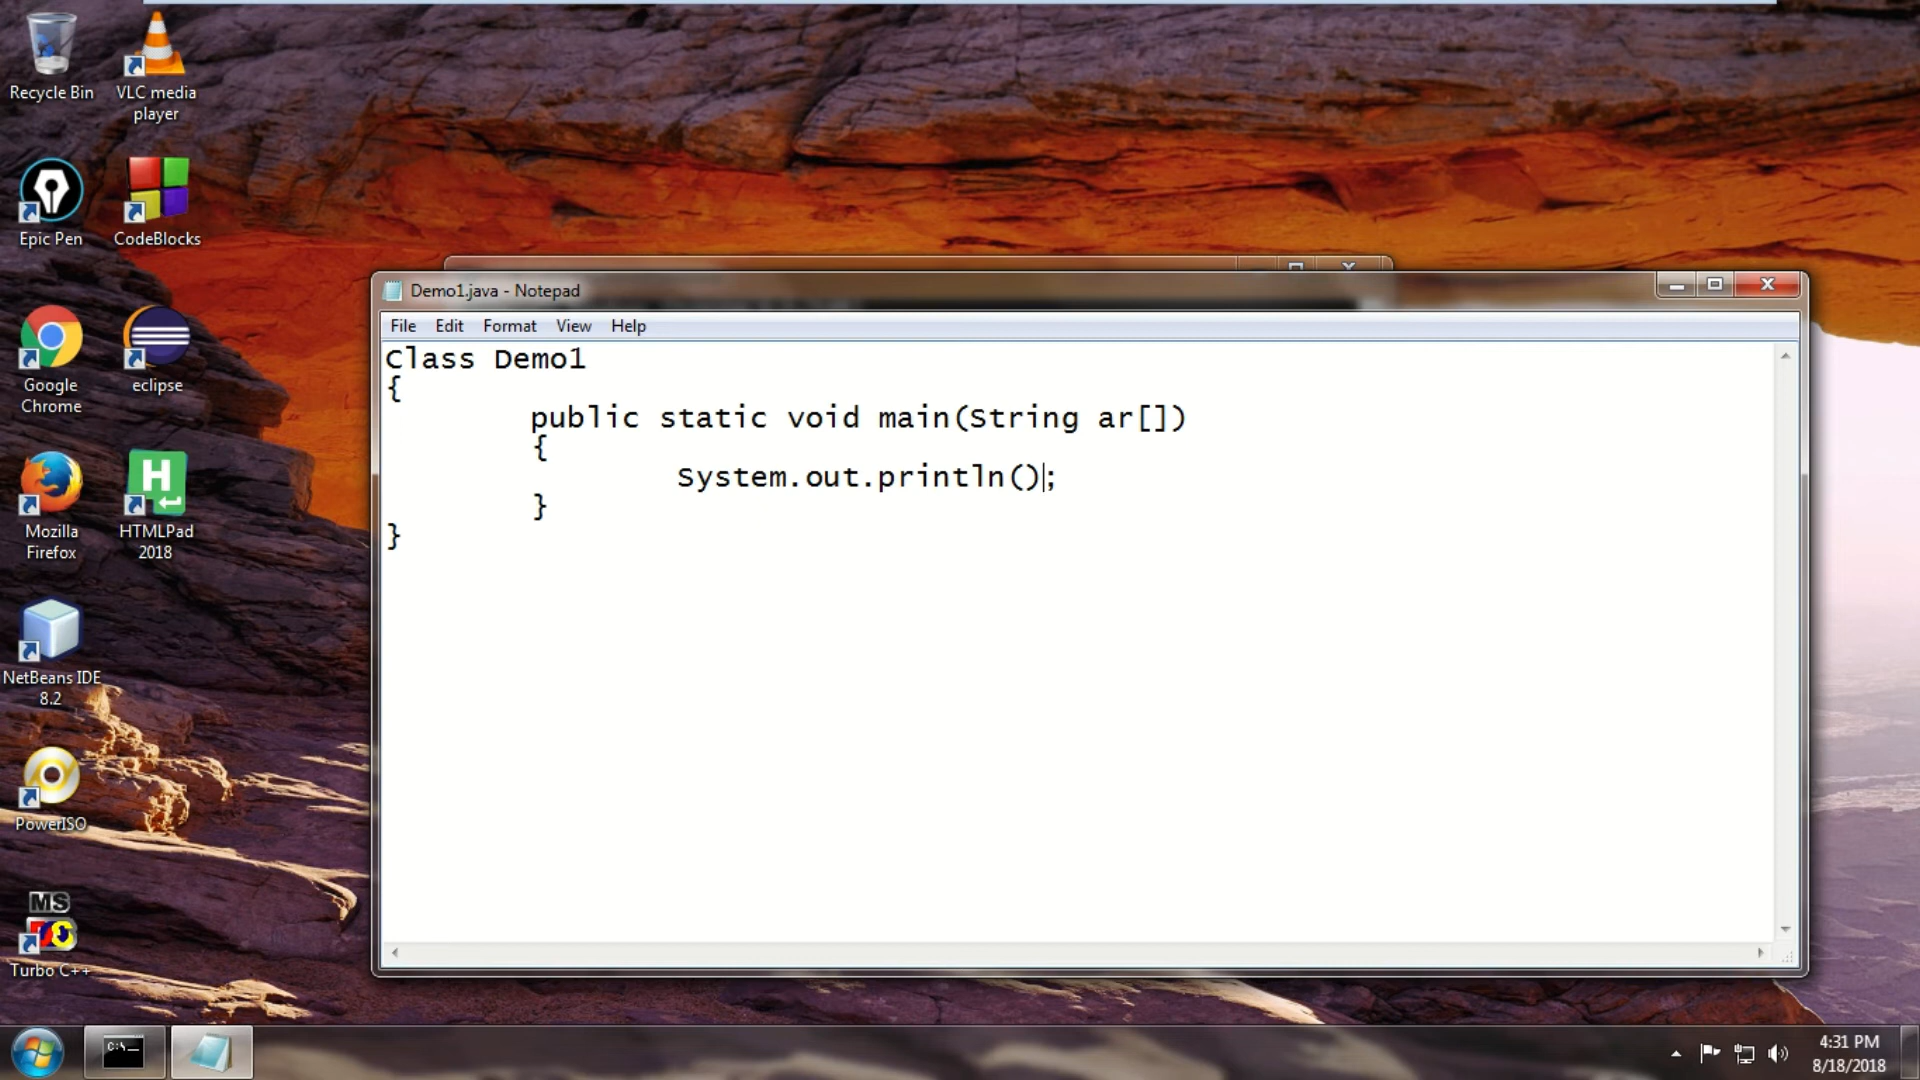 Recycle Bin
VLC media
player
Epic Pen
CodeBlocks
Google
Chrome
eclipse
Mozilla
Firefox
HTMLPad
2018
NetBeans IDE
8.2
PowerISO
MS
Turbo C++
Demo1.java - Notepad
File Edit Format View Help
Class Demo1
{
public static void main(String ar[])
{
System.out.println();
}
}
C:\_
4:31 PM
8/18/2018